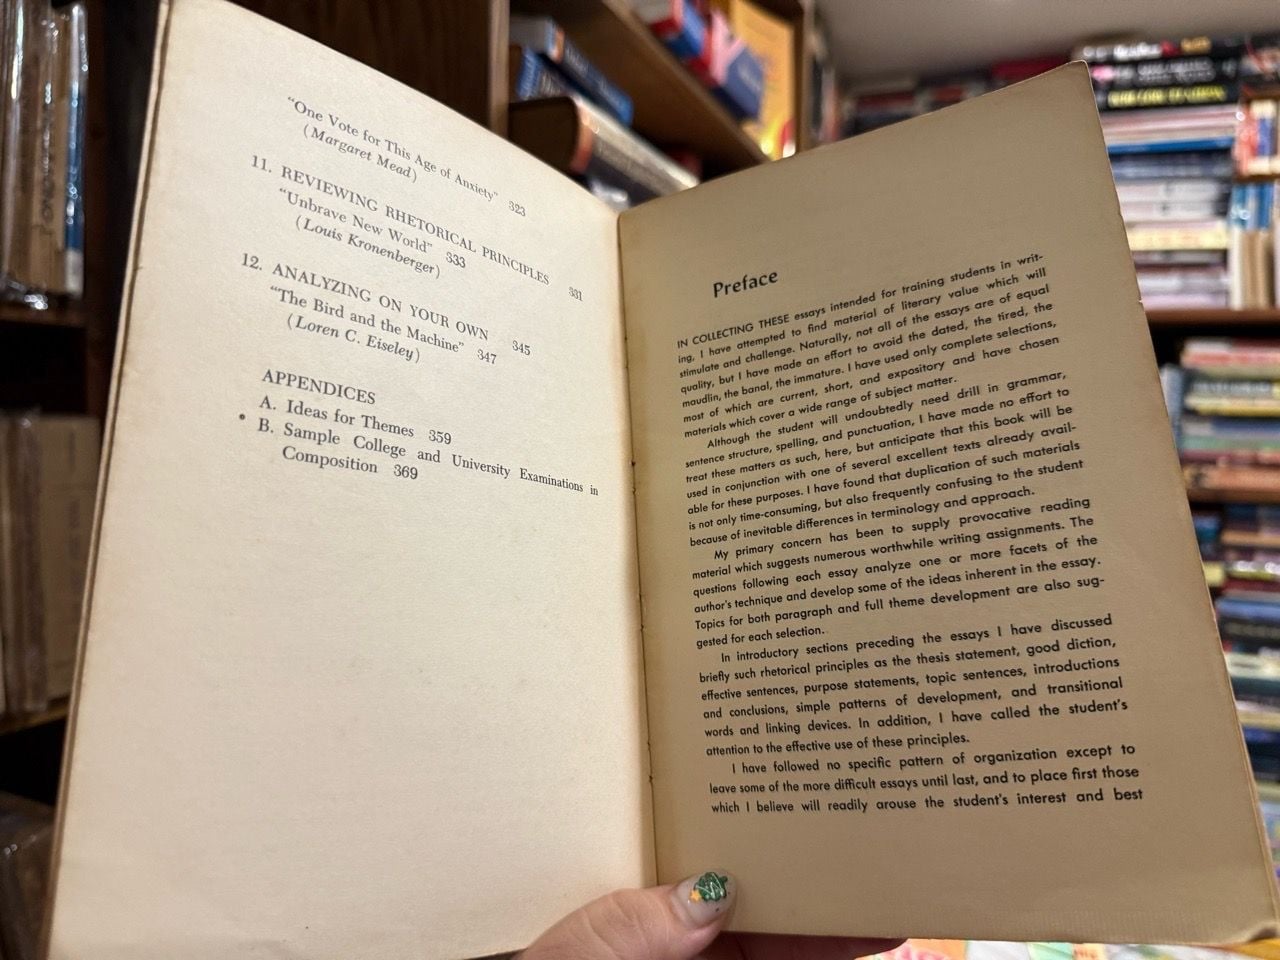 "One Vote for This Age of Anxiety" 323
(Margaret Mead)
11. REVIEWING RHETORICAL PRINCIPLES 331
"Unbrave New World" 333
(Louis Kronenberger)
12. ANALYZING ON YOUR OWN 345
"The Bird and the Machine" 347
(Loren C. Eiseley)
APPENDICES
A. Ideas for Themes 359
B. Sample College and University Examinations in
Composition 369
Preface
IN COLLECTING THESE essays intended for training students in writ-
ing, I have attempted to find material of literary value which will
stimulate and challenge. Naturally, not all of the essays are of equal
quality, but I have made an effort to avoid the dated, the tired, the
maudlin, the banal, the immature. I have used only complete selections,
most of which are current, short, and expository and have chosen
materials which cover a wide range of subject matter.
Although the student will undoubtedly need drill in grammar,
sentence structure, spelling, and punctuation, I have made no effort to
treat these matters as such, here, but anticipate that this book will be
used in conjunction with one of several excellent texts already avail-
able for these purposes. I have found that duplication of such materials
is not only time-consuming, but also frequently confusing to the student
because of inevitable differences in terminology and approach.
My primary concern has been to supply provocative reading
material which suggests numerous worthwhile writing assignments. The
questions following each essay analyze one or more facets of the
author's technique and develop some of the ideas inherent in the essay.
Topics for both paragraph and full theme development are also sug-
gested for each selection.
In introductory sections preceding the essays I have discussed
briefly such rhetorical principles as the thesis statement, good diction,
effective sentences, purpose statements, topic sentences, introductions
and conclusions, simple patterns of development, and transitional
words and linking devices. In addition, I have called the student's
attention to the effective use of these principles.
I have followed no specific pattern of organization except to
leave some of the more difficult essays until last, and to place first those
which I believe will readily arouse the student's interest and best